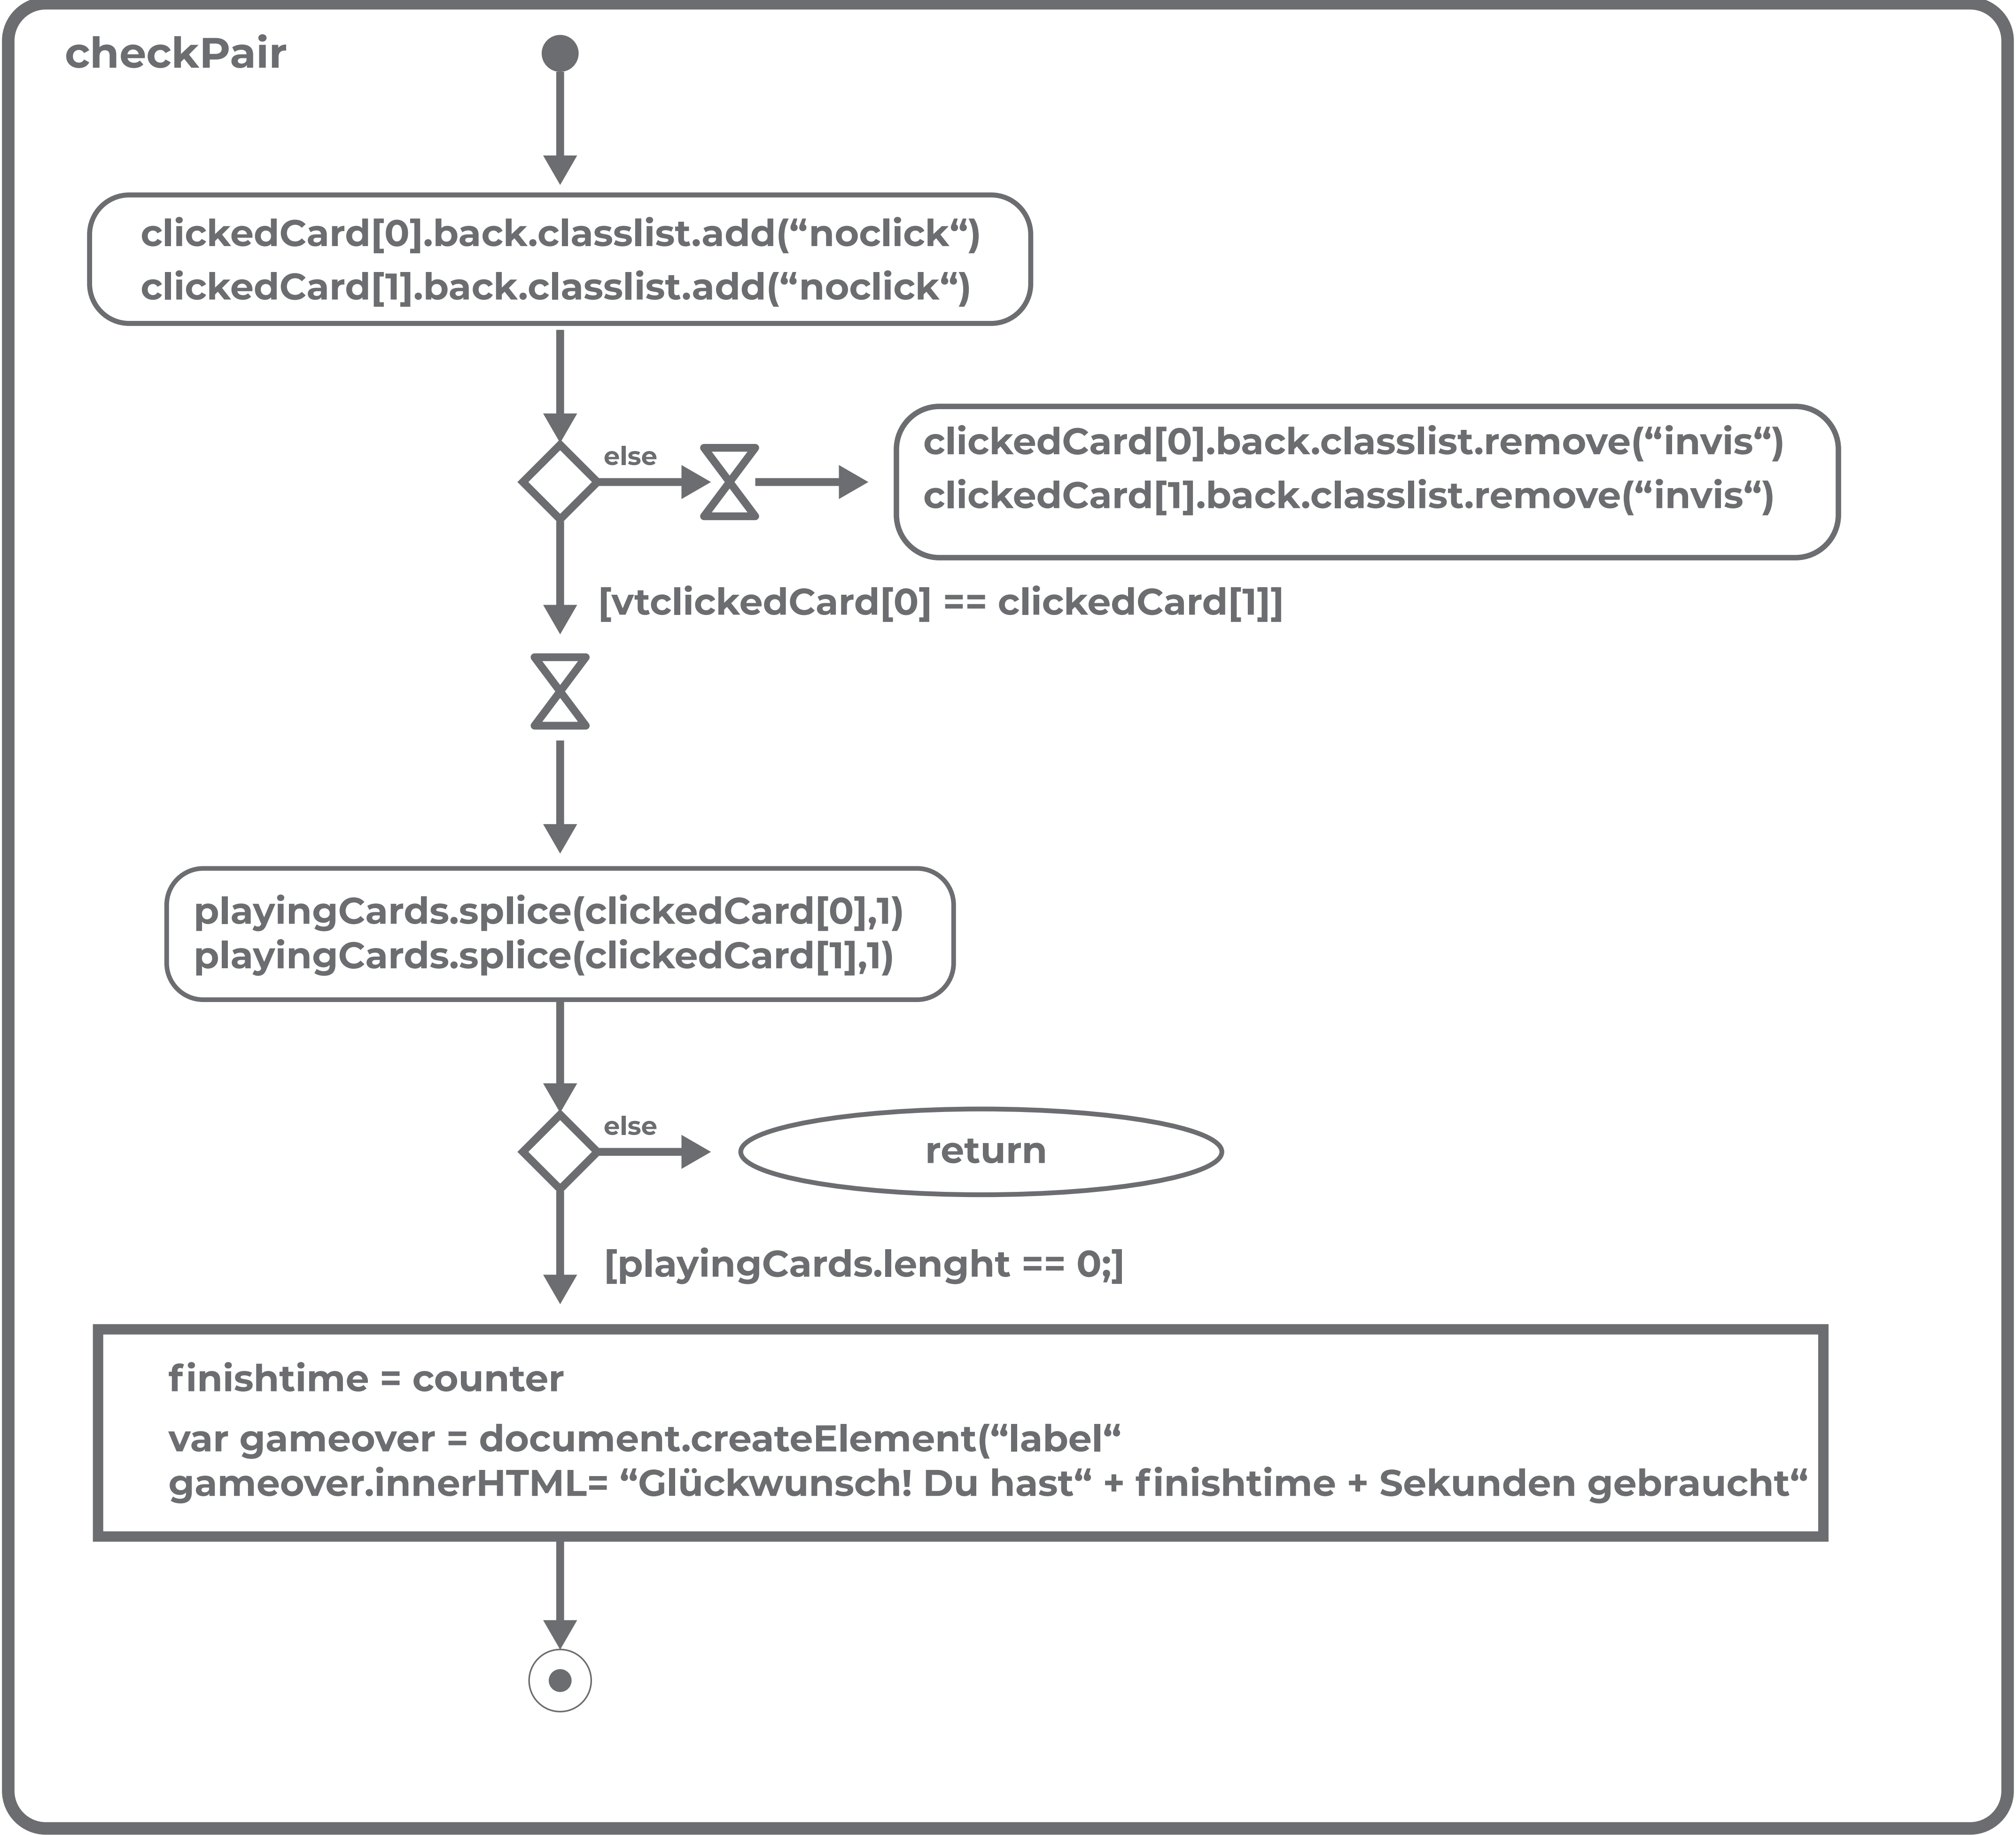 checkPair
clickedCard[0].back.classlist.add(“noclick“)
clickedCard[1].back.classlist.add(“noclick“)
else
clickedCard[0].back.classlist.remove(“invis“)
clickedCard[1].back.classlist.remove(“invis“)
[vtclickedCard[0] == clickedCard[1]]
playingCards.splice(clickedCard[0],1)
playingCards.splice(clickedCard[1],1)
else
return
[playingCards.lenght == 0;]
finishtime = counter
var gameover = document.createElement(“label“
gameover.innerHTML= “Glückwunsch! Du hast“ + finishtime + Sekunden gebraucht“